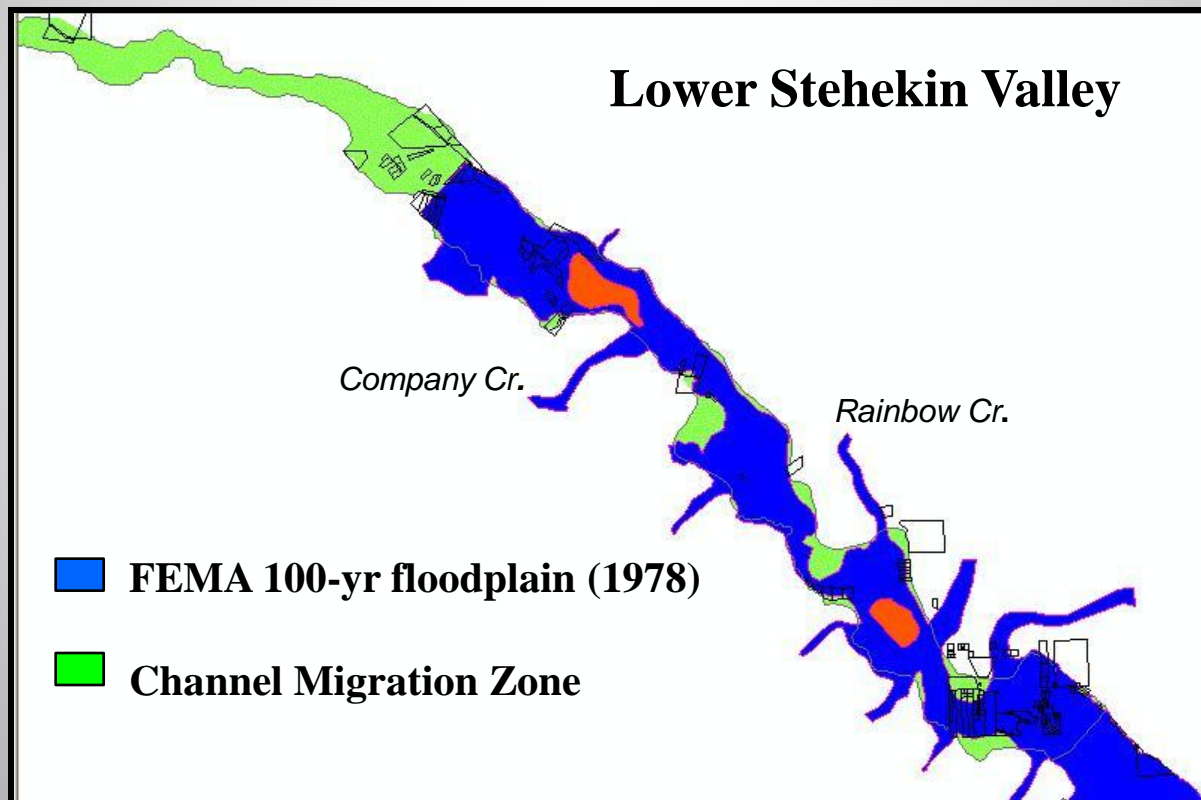 Lower Stehekin Valley
Company Cr.
Rainbow Cr.
FEMA 100-yr floodplain (1978)
Channel Migration Zone